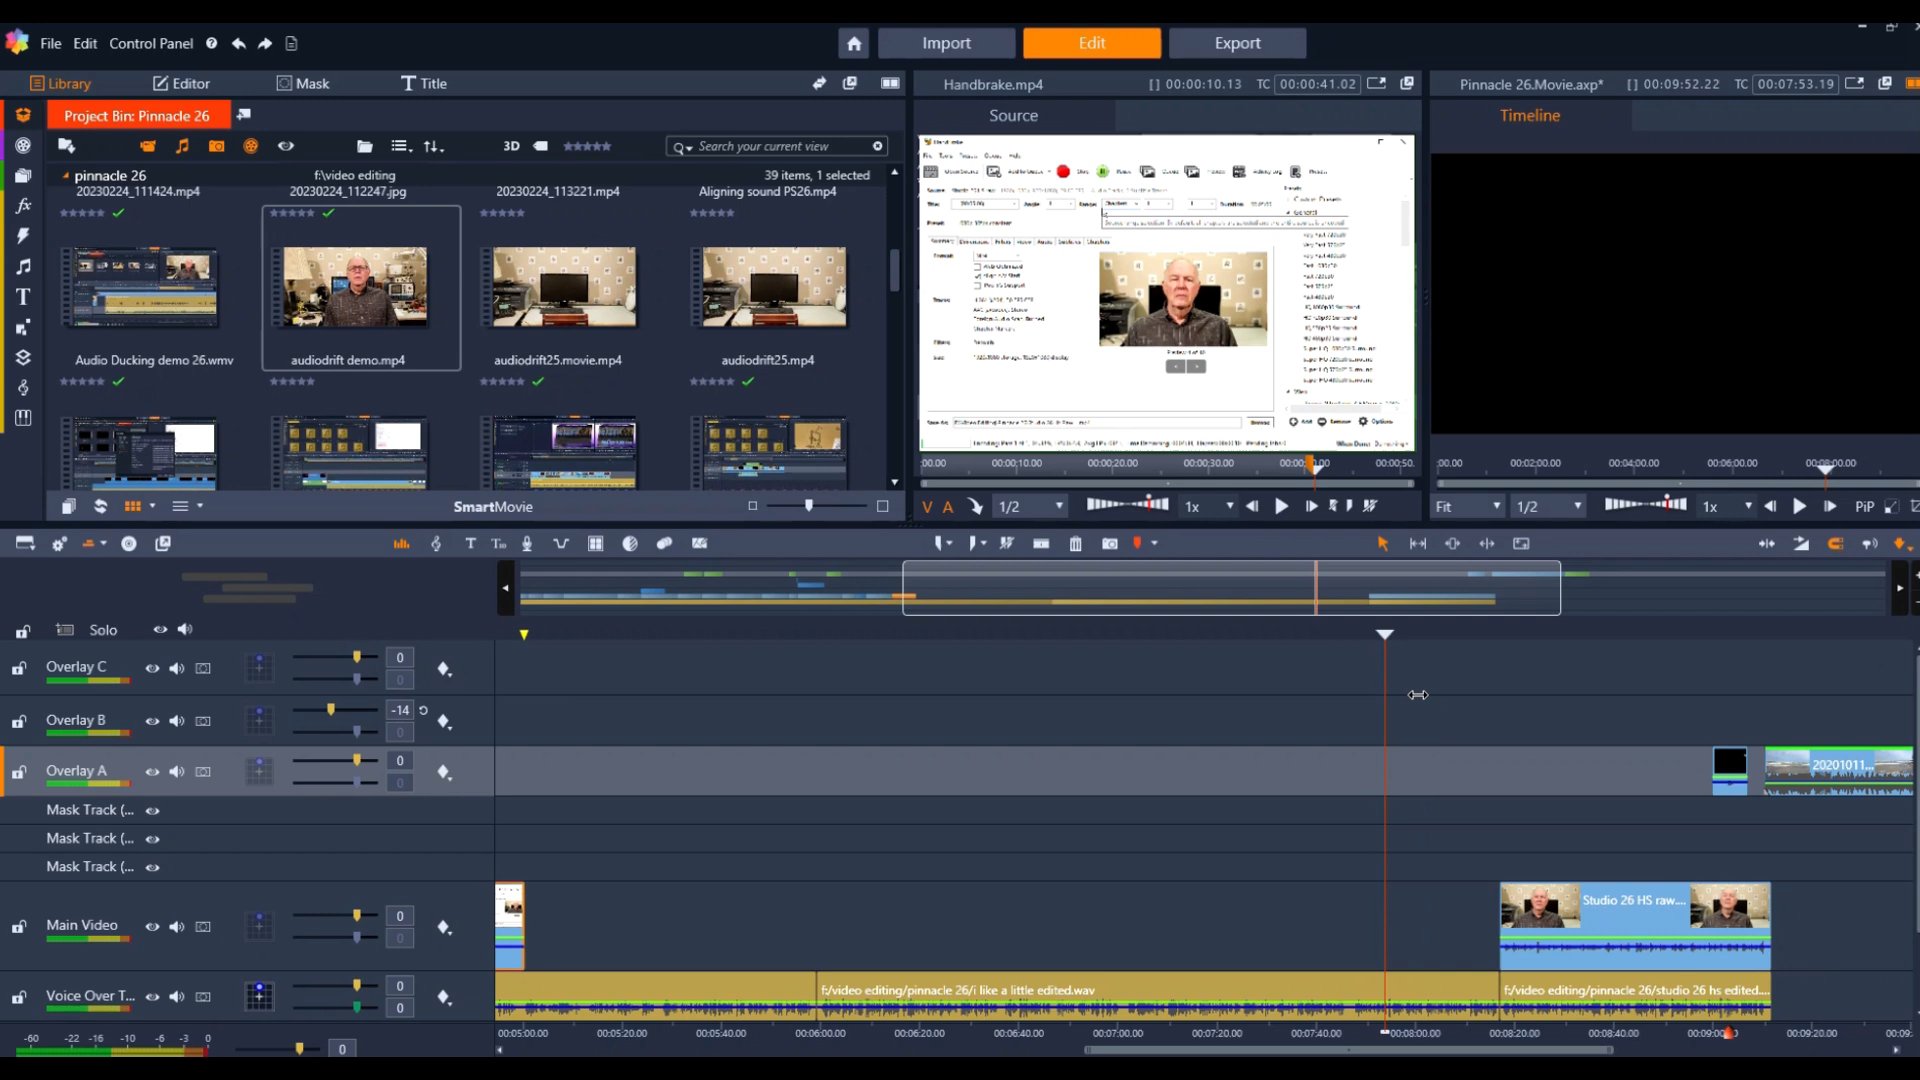 File Edit Control Panel
Import Edit Export
Library Editor Mask Title
Handbrake.mp4 [] 00:00:10.13 TC 00:00:41.02
Pinnacle 26.Movie.axp* [] 00:09:52.22 TC 00:07:53.19
Project Bin: Pinnacle 26
Source
Timeline
3D
Search your current view
pinnacle 26 f:\video editing 39 items, 1 selected
20230224_111424.mp4 20230224_112247.jpg 20230224_113221.mp4 Aligning sound PS26.mp4
Audio Ducking demo 26.wmv audiodrift demo.mp4 audiodrift25.movie.mp4 audiodrift25.mp4
:00.00 00:00:10.00 00:00:20.00 00:00:30.00 00:00:50.
:00.00 00:02:00.00 00:04:00.00 00:06:00.00 00:08:00.00
SmartMovie
V A 1/2 1x
Fit 1/2 1x PiP
Solo
Overlay C 0
0
Overlay B -14
0
Overlay A 0
0
20201011...
Mask Track (...
Mask Track (...
Mask Track (...
Main Video 0
0
Studio 26 HS raw....
Voice Over T... 0
0
f:/video editing/pinnacle 26/i like a little edited.wav
f:/video editing/pinnacle 26/studio 26 hs edited....
-60 -22 -16 -10 -6 -3 0
0
00:05:00.00 00:05:20.00 00:05:40.00 00:06:00.00 00:06:20.00 00:06:40.00 00:07:00.00 00:07:20.00 00:07:40.00 00:08:00.00 00:08:20.00 00:08:40.00 00:09:20.00